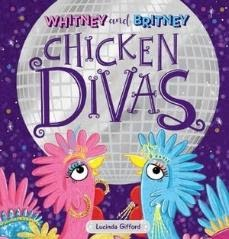 WHITNEY and BRITNEY
CHICKEN
DIVAS
Lucinda Gifford